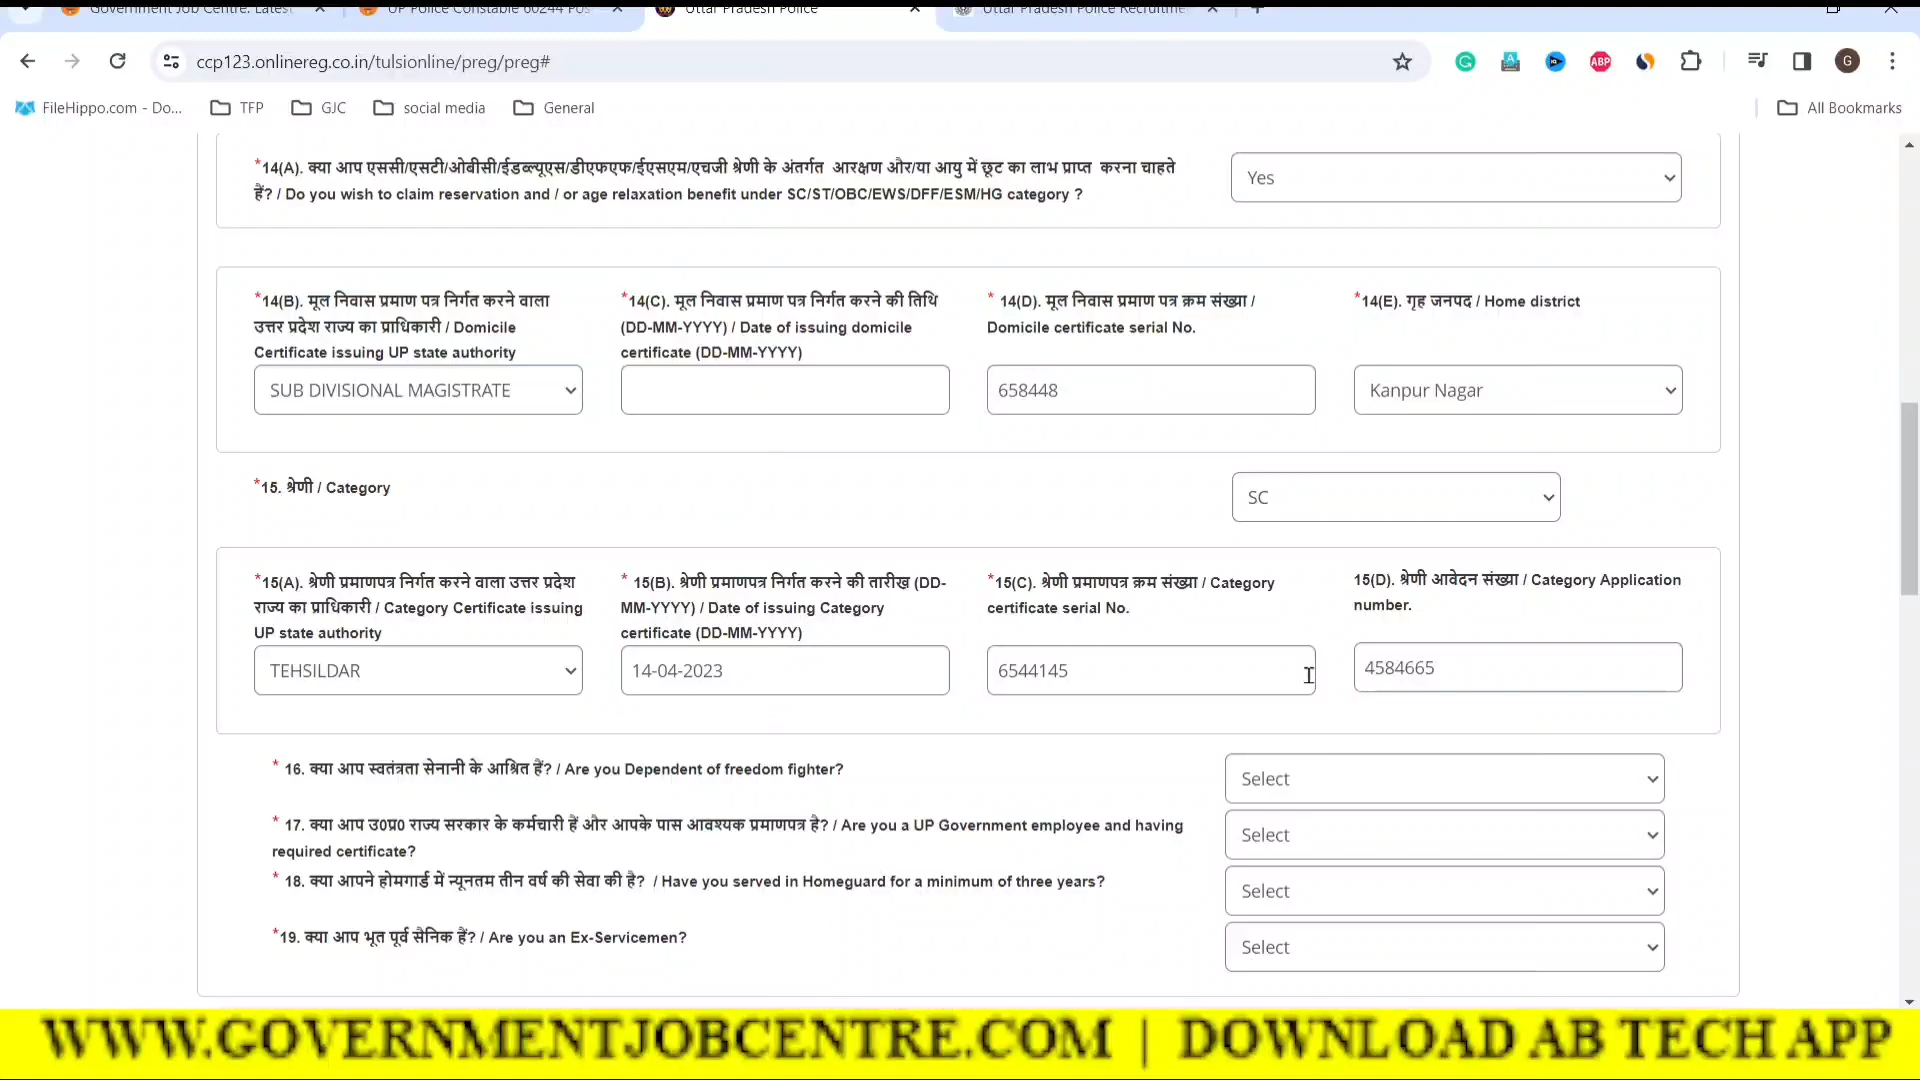 Government Job Centre: Latest
UP Police Constable 60244 Pos
Uttar Pradesh Police
Uttar Pradesh Police Recruitme
ccp123.onlinereg.co.in/tulsionline/preg/preg#
ABP
G
FileHippo.com - Do...
TFP
GJC
social media
General
All Bookmarks
*14(A). क्या आप एससी/एसटी/ओबीसी/ईडब्ल्यूएस/डीएफएफ/ईएसएम/एचजी श्रेणी के अंतर्गत आरक्षण और/या आयु में छूट का लाभ प्राप्त करना चाहते
हैं? / Do you wish to claim reservation and / or age relaxation benefit under SC/ST/OBC/EWS/DFF/ESM/HG category ?
Yes
*14(B). मूल निवास प्रमाण पत्र निर्गत करने वाला
उत्तर प्रदेश राज्य का प्राधिकारी / Domicile
Certificate issuing UP state authority
SUB DIVISIONAL MAGISTRATE
*14(C). मूल निवास प्रमाण पत्र निर्गत करने की तिथि
(DD-MM-YYYY) / Date of issuing domicile
certificate (DD-MM-YYYY)
* 14(D). मूल निवास प्रमाण पत्र क्रम संख्या /
Domicile certificate serial No.
658448
*14(E). गृह जनपद / Home district
Kanpur Nagar
*15. श्रेणी / Category
SC
*15(A). श्रेणी प्रमाणपत्र निर्गत करने वाला उत्तर प्रदेश
राज्य का प्राधिकारी / Category Certificate issuing
UP state authority
TEHSILDAR
* 15(B). श्रेणी प्रमाणपत्र निर्गत करने की तारीख (DD-
MM-YYYY) / Date of issuing Category
certificate (DD-MM-YYYY)
14-04-2023
*15(C). श्रेणी प्रमाणपत्र क्रम संख्या / Category
certificate serial No.
6544145
15(D). श्रेणी आवेदन संख्या / Category Application
number.
4584665
* 16. क्या आप स्वतंत्रता सेनानी के आश्रित हैं? / Are you Dependent of freedom fighter?
Select
* 17. क्या आप उ0प्र0 राज्य सरकार के कर्मचारी हैं और आपके पास आवश्यक प्रमाणपत्र है? / Are you a UP Government employee and having
required certificate?
Select
* 18. क्या आपने होमगार्ड में न्यूनतम तीन वर्ष की सेवा की है? / Have you served in Homeguard for a minimum of three years?
Select
*19. क्या आप भूत पूर्व सैनिक हैं? / Are you an Ex-Servicemen?
Select
WWW.GOVERNMENTJOBCENTRE.COM | DOWNLOAD AB TECH APP